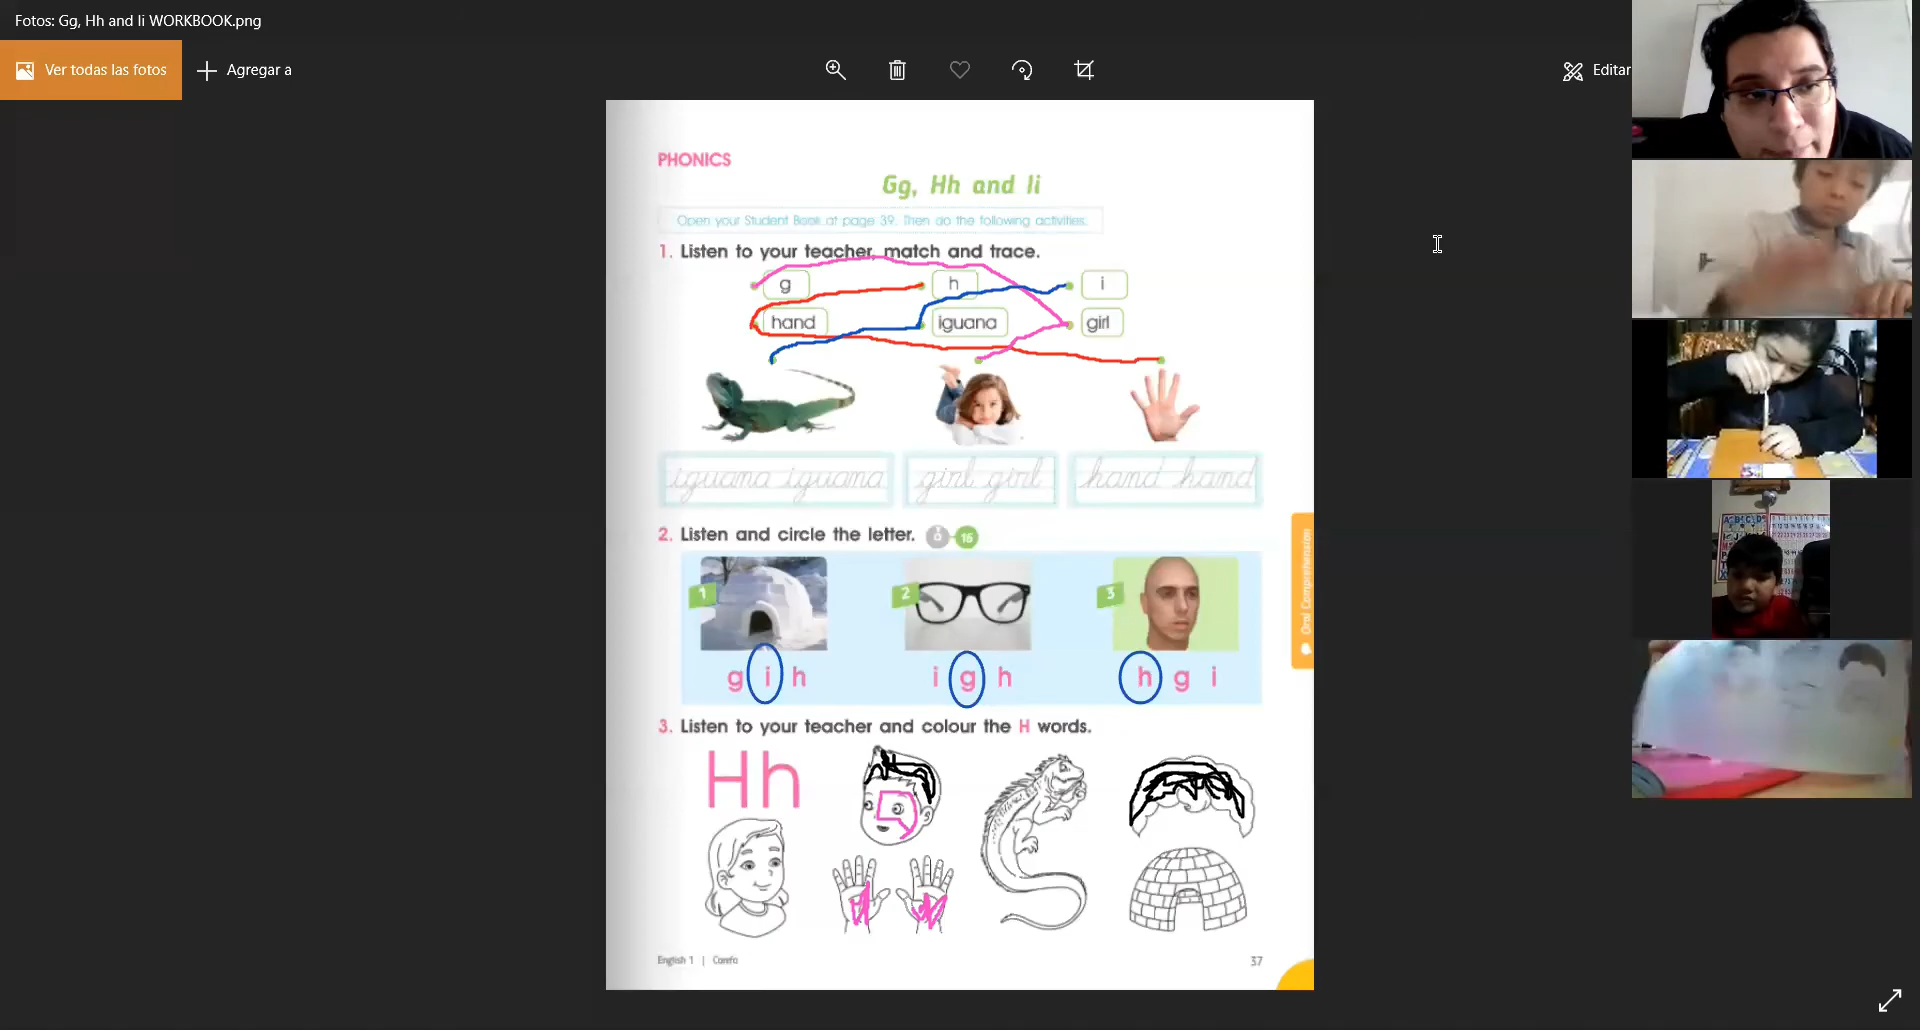 Fotos: Gg, Hh and Ii WORKBOOK.png
Ver todas las fotos
Agregar a
Editar
PHONICS
Gg, Hh and Ii
Open your Student Book at page 39. Then do the following activities.
1. Listen to your teacher, match and trace.
g h i
hand iguana girl
iguana iguana girl girl hand hand
2. Listen and circle the letter. 16
1 2 3
g i h i g h h g i
Oral Comprehension
3. Listen to your teacher and colour the H words.
Hh
English 1 | Carefa
37